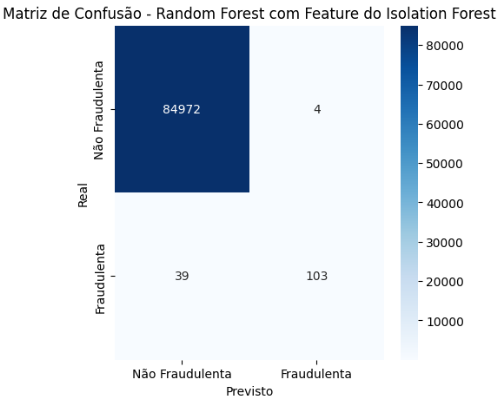 Matriz de Confusão - Random Forest com Feature do Isolation Forest
Não Fraudulenta
Fraudulenta
Real
84972
4
39
103
Não Fraudulenta
Fraudulenta
Previsto
80000
70000
60000
50000
40000
30000
20000
10000